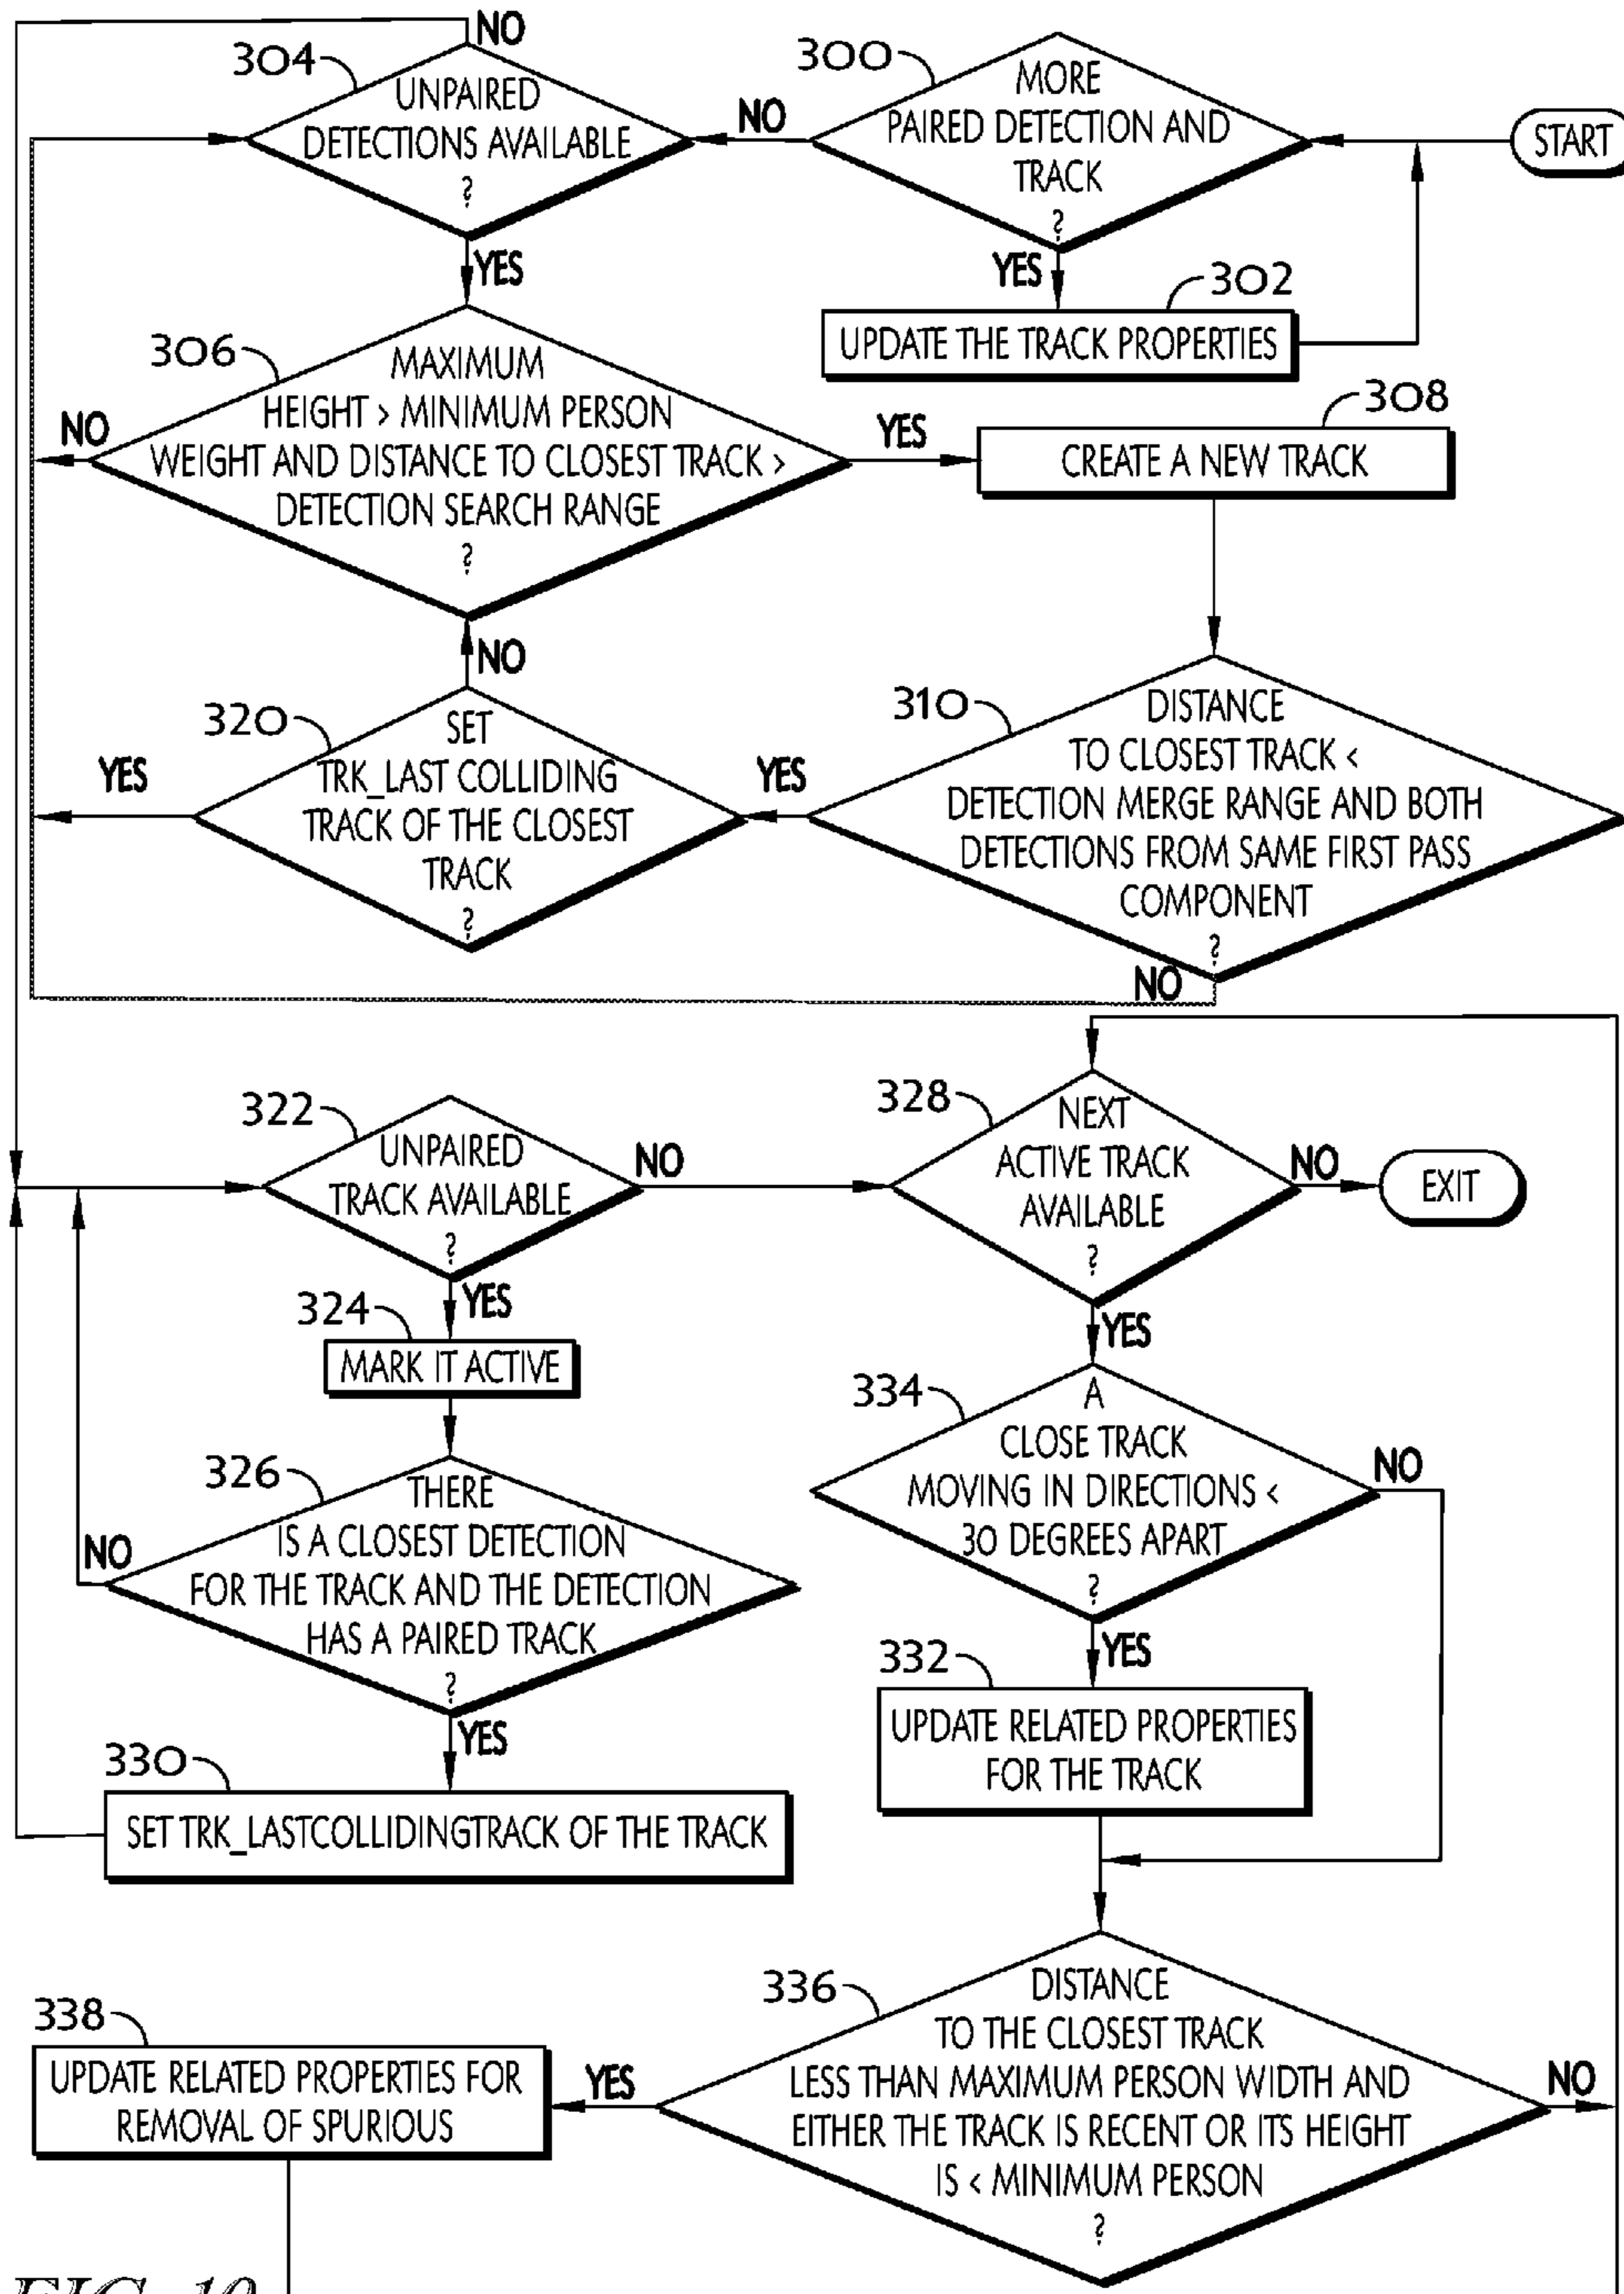 NO
304
UNPAIRED
DETECTIONS AVAILABLE
?
NO
300
MORE
PAIRED DETECTION AND
TRACK
?
START
YES
YES
302
UPDATE THE TRACK PROPERTIES
306
MAXIMUM
HEIGHT > MINIMUM PERSON
WEIGHT AND DISTANCE TO CLOSEST TRACK >
DETECTION SEARCH RANGE
?
NO
YES
308
CREATE A NEW TRACK
NO
320
SET
TRK_LAST COLLIDING
TRACK OF THE CLOSEST
TRACK
?
YES
YES
310
DISTANCE
TO CLOSEST TRACK <
DETECTION MERGE RANGE AND BOTH
DETECTIONS FROM SAME FIRST PASS
COMPONENT
?
NO
322
UNPAIRED
TRACK AVAILABLE
?
NO
328
NEXT
ACTIVE TRACK
AVAILABLE
?
NO
EXIT
YES
324
MARK IT ACTIVE
YES
334
A
CLOSE TRACK
MOVING IN DIRECTIONS <
30 DEGREES APART
?
NO
326
THERE
IS A CLOSEST DETECTION
FOR THE TRACK AND THE DETECTION
HAS A PAIRED TRACK
?
NO
YES
YES
332
UPDATE RELATED PROPERTIES
FOR THE TRACK
330
SET TRK_LASTCOLLIDINGTRACK OF THE TRACK
336
DISTANCE
TO THE CLOSEST TRACK
LESS THAN MAXIMUM PERSON WIDTH AND
EITHER THE TRACK IS RECENT OR ITS HEIGHT
IS < MINIMUM PERSON
?
NO
YES
338
UPDATE RELATED PROPERTIES FOR
REMOVAL OF SPURIOUS
FIG. 19